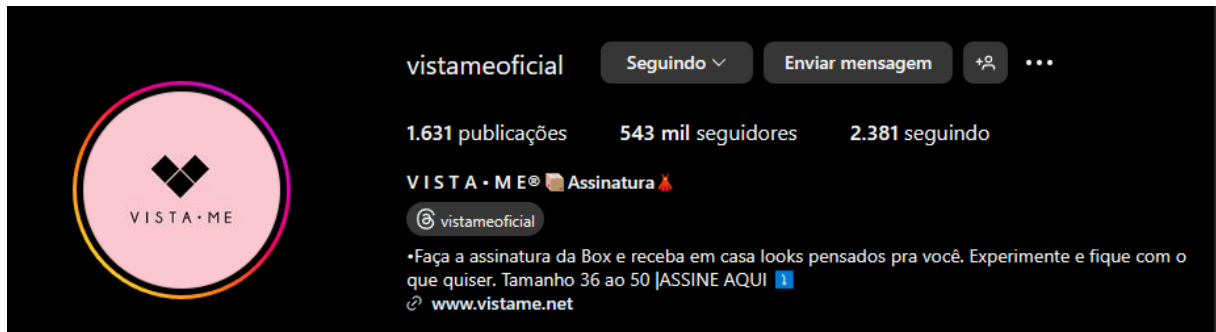 vistameoficial Seguindo Enviar mensagem
1.631 publicações 543 mil seguidores 2.381 seguindo
V I S T A • M E® 📦 Assinatura👗
vistameoficial
•Faça a assinatura da Box e receba em casa looks pensados pra você. Experimente e fique com o
que quiser. Tamanho 36 ao 50 |ASSINE AQUI ⤵️
www.vistame.net
VISTA·ME